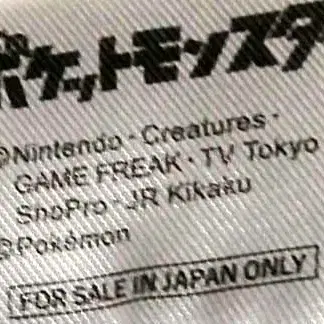 ポケットモンスター
©Nintendo・Creatures・
GAME FREAK・TV Tokyo
ShoPro・JR Kikaku
©Pokémon
FOR SALE IN JAPAN ONLY